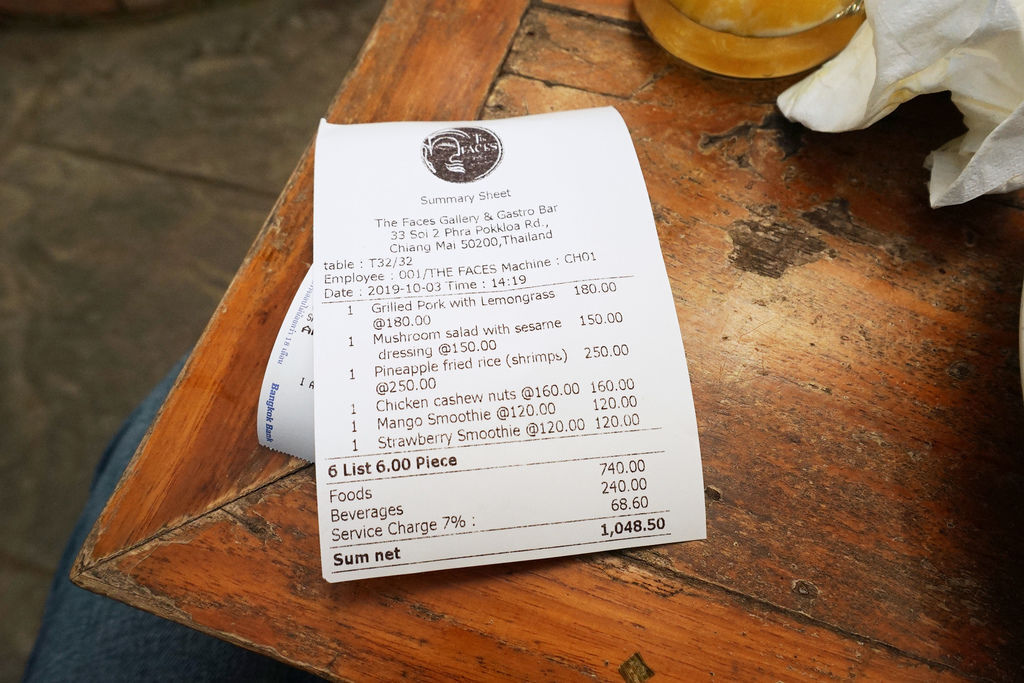 The
FACES
Summary Sheet
The Faces Gallery & Gastro Bar
33 Soi 2 Phra Pokkloa Rd.,
Chiang Mai 50200,Thailand
table : T32/32
Employee : 001/THE FACES Machine : CH01
Date : 2019-10-03 Time : 14:19
1 Grilled Pork with Lemongrass 180.00
@180.00
1 Mushroom salad with sesame 150.00
dressing @150.00
1 Pineapple fried rice (shrimps) 250.00
@250.00
1 Chicken cashew nuts @160.00 160.00
1 Mango Smoothie @120.00 120.00
1 Strawberry Smoothie @120.00 120.00
6 List 6.00 Piece
Foods 740.00
Beverages 240.00
Service Charge 7% : 68.60
Sum net 1,048.50
Bangkok Bank
I A